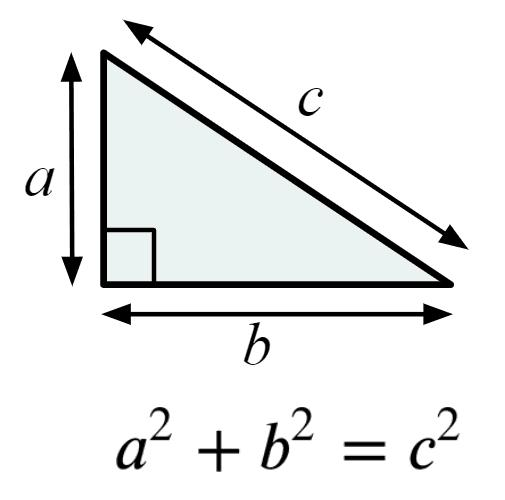 c
a
b
a² + b² = c²